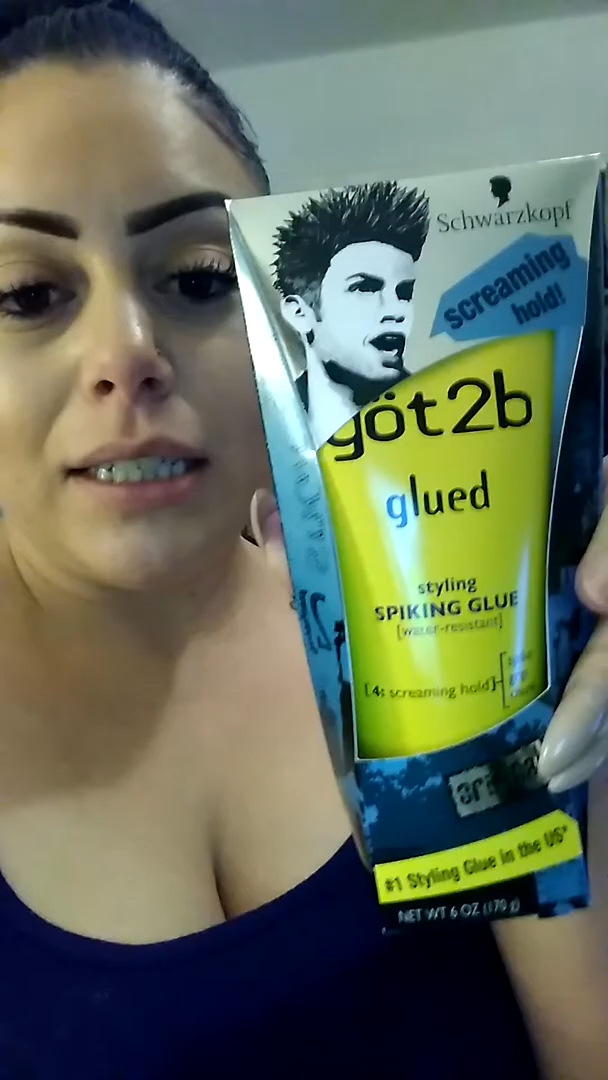 Schwarzkopf
screaming
hold!
göt2b
glued
styling
SPIKING GLUE
[water-resistant]
[4: screaming hold]
#1 Styling Glue in the US*
NET WT 6 OZ (170 g)